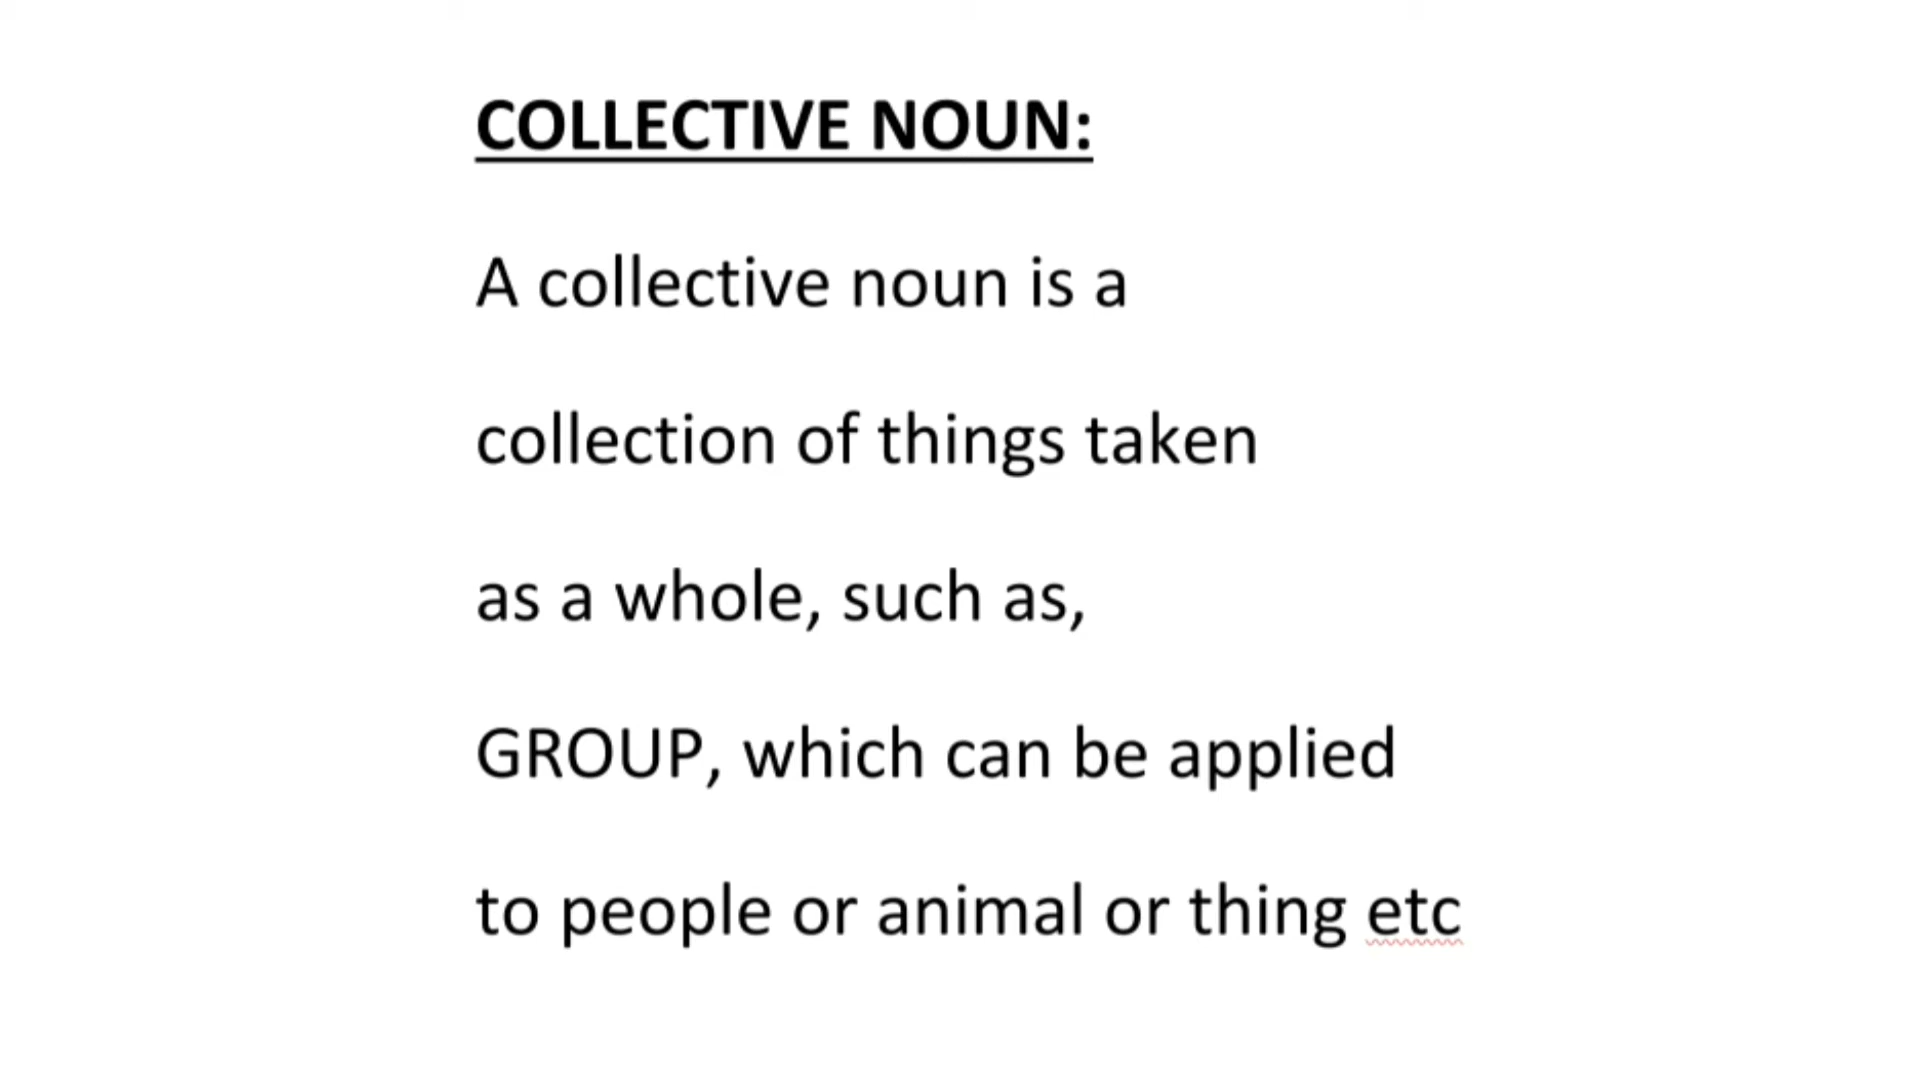 COLLECTIVE NOUN:
A collective noun is a
collection of things taken
as a whole, such as,
GROUP, which can be applied
to people or animal or thing etc